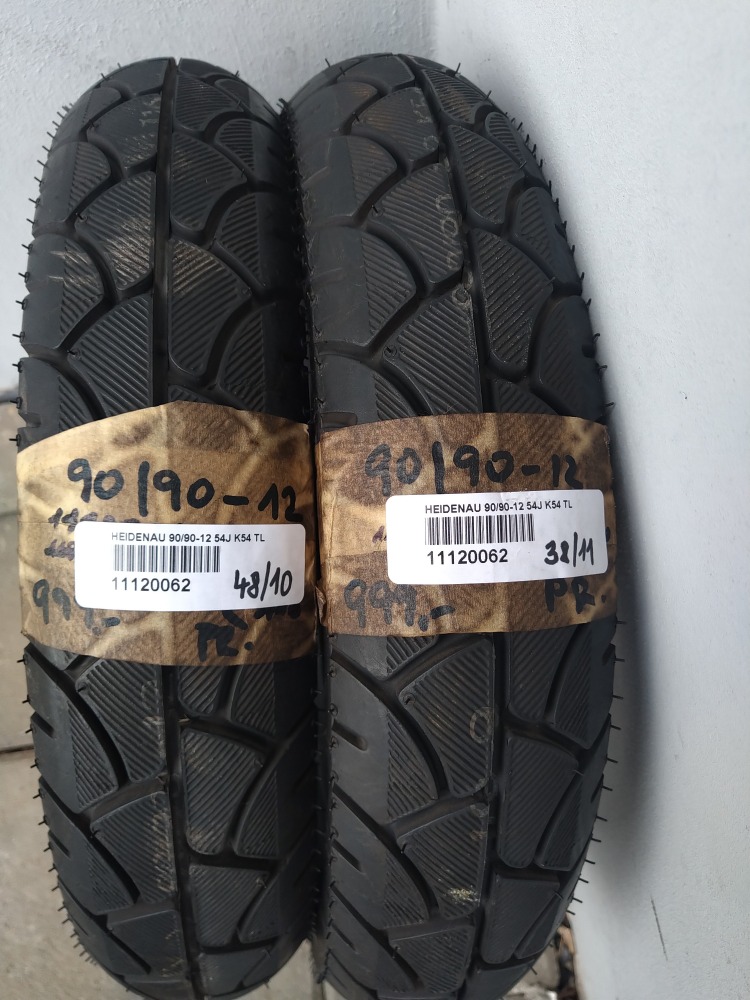 90/90-12
HEIDENAU 90/90-12 54J K54 TL
11120062
48/10
999,-
PR.
90/90-12
HEIDENAU 90/90-12 54J K54 TL
11120062
38/11
999,-
PR.